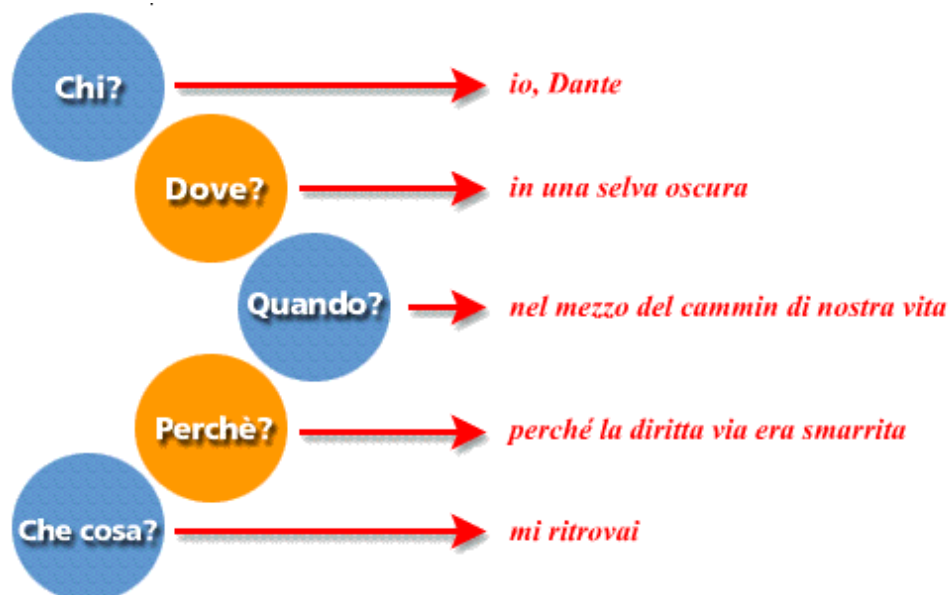 Chi? io, Dante
Dove? in una selva oscura
Quando? nel mezzo del cammin di nostra vita
Perchè? perché la diritta via era smarrita
Che cosa? mi ritrovai